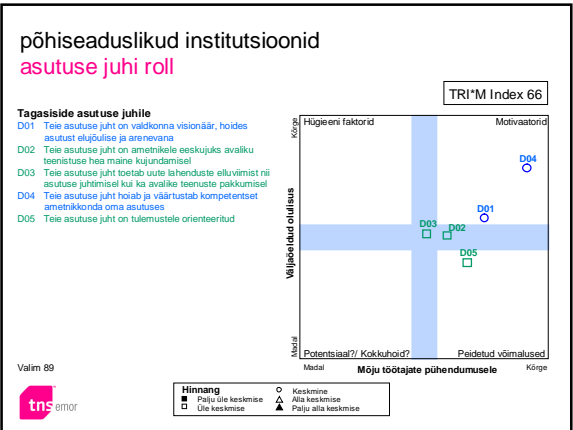 põhiseaduslikud institutsioonid
asutuse juhi roll
TRI*M Index 66
Tagasiside asutuse juhile
D01 Teie asutuse juht on valdkonna visionäär, hoides
asutust elujõulise ja arenevana
D02 Teie asutuse juht on ametnikele eeskujuks avaliku
teenistuse hea maine kujundamisel
D03 Teie asutuse juht toetab uute lahenduste elluviimist nii
asutuse juhtimisel kui ka avalike teenuste pakkumisel
D04 Teie asutuse juht hoiab ja väärtustab kompetentset
ametnikkonda oma asutuses
D05 Teie asutuse juht on tulemustele orienteeritud
Kõrge
Väljaöeldud olulisus
Madal
Hügieeni faktorid
Motivaatorid
D04
D01
D03
D02
D05
Potentsiaal?/ Kokkuhoid?
Peidetud võimalused
Madal
Mõju töötajate pühendumusele
Kõrge
Valim 89
tns emor
Hinnang
Palju üle keskmise
Üle keskmise
Keskmine
Alla keskmise
Palju alla keskmise